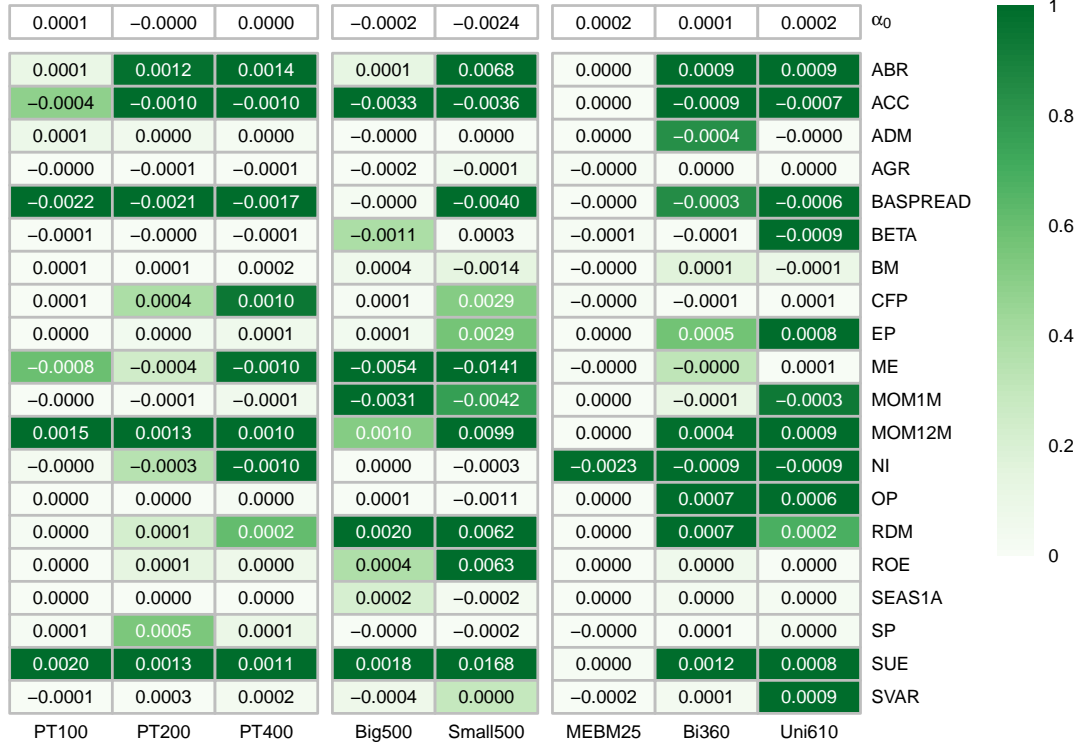 0.0001 −0.0000 0.0000 −0.0002 −0.0024 0.0002 0.0001 0.0002 α0
0.0001 0.0012 0.0014 0.0001 0.0068 0.0000 0.0009 0.0009 ABR
−0.0004 −0.0010 −0.0010 −0.0033 −0.0036 0.0000 −0.0009 −0.0007 ACC
0.0001 0.0000 0.0000 −0.0000 0.0000 0.0000 −0.0004 −0.0000 ADM
−0.0000 −0.0001 −0.0001 −0.0002 −0.0001 −0.0000 0.0000 0.0000 AGR
−0.0022 −0.0021 −0.0017 −0.0000 −0.0040 −0.0000 −0.0003 −0.0006 BASPREAD
−0.0001 −0.0000 −0.0001 −0.0011 0.0003 −0.0001 −0.0001 −0.0009 BETA
0.0001 0.0001 0.0002 0.0004 −0.0014 −0.0000 0.0001 −0.0001 BM
0.0001 0.0004 0.0010 0.0001 0.0029 −0.0000 −0.0001 0.0001 CFP
0.0000 0.0000 0.0001 0.0001 0.0029 0.0000 0.0005 0.0008 EP
−0.0008 −0.0004 −0.0010 −0.0054 −0.0141 −0.0000 −0.0000 0.0001 ME
−0.0000 −0.0001 −0.0001 −0.0031 −0.0042 0.0000 −0.0001 −0.0003 MOM1M
0.0015 0.0013 0.0010 0.0010 0.0099 0.0000 0.0004 0.0009 MOM12M
−0.0000 −0.0003 −0.0010 0.0000 −0.0003 −0.0023 −0.0009 −0.0009 NI
0.0000 0.0000 0.0000 0.0001 −0.0011 0.0000 0.0007 0.0006 OP
0.0000 0.0001 0.0002 0.0020 0.0062 0.0000 0.0007 0.0002 RDM
0.0000 0.0001 0.0000 0.0004 0.0063 0.0000 0.0000 0.0000 ROE
0.0000 0.0000 0.0000 0.0002 −0.0002 0.0000 0.0000 0.0000 SEAS1A
0.0001 0.0005 0.0001 −0.0000 −0.0002 −0.0000 0.0001 0.0000 SP
0.0020 0.0013 0.0011 0.0018 0.0168 0.0000 0.0012 0.0008 SUE
−0.0001 0.0003 0.0002 −0.0004 0.0000 −0.0002 0.0001 0.0009 SVAR
PT100 PT200 PT400 Big500 Small500 MEBM25 Bi360 Uni610
1
0.8
0.6
0.4
0.2
0